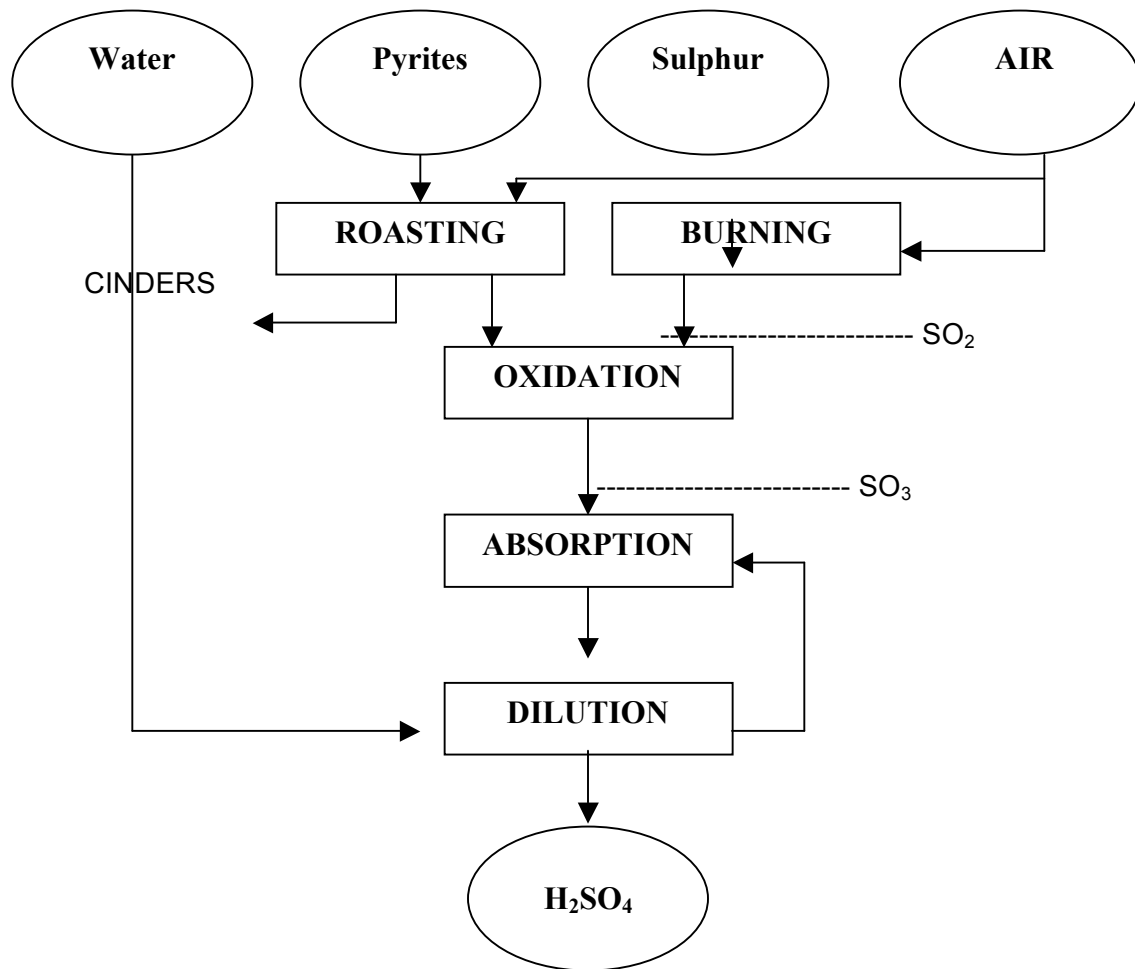 Water
Pyrites
Sulphur
AIR
ROASTING
BURNING
CINDERS
SO₂
OXIDATION
SO₃
ABSORPTION
DILUTION
H₂SO₄